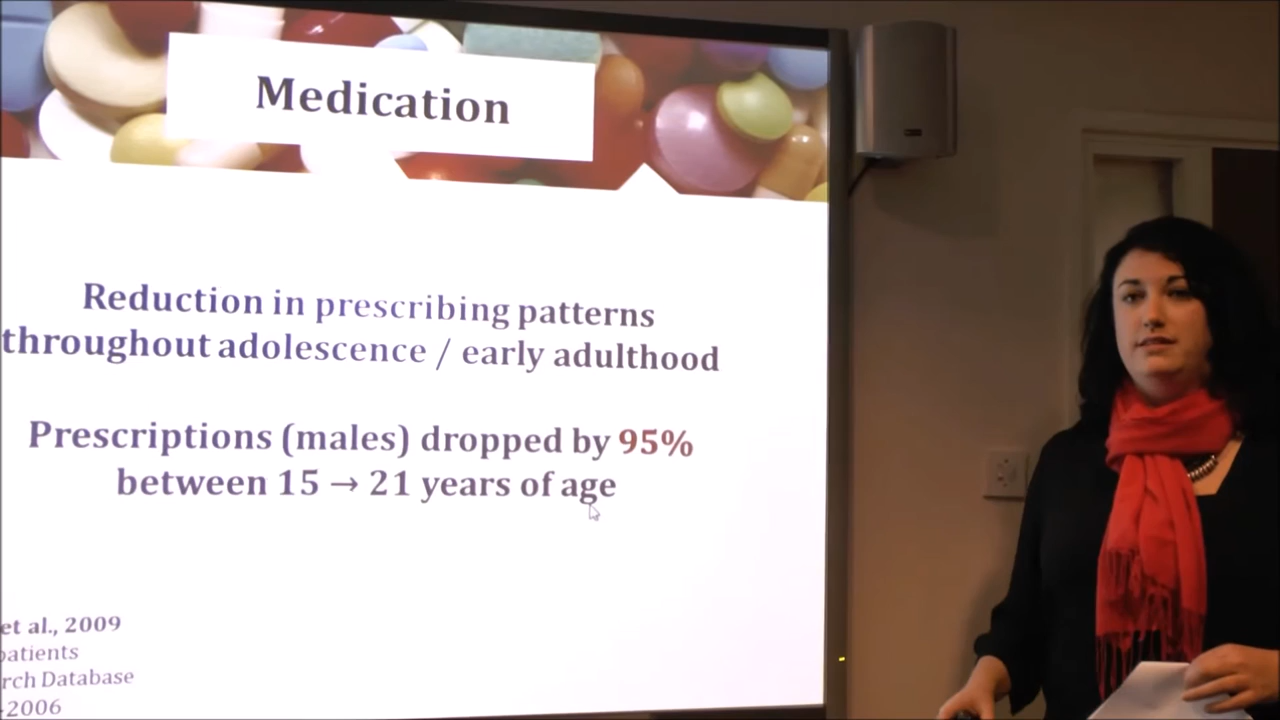 Medication
Reduction in prescribing patterns
throughout adolescence / early adulthood
Prescriptions (males) dropped by 95%
between 15 → 21 years of age
et al., 2009
patients
rch Database
-2006